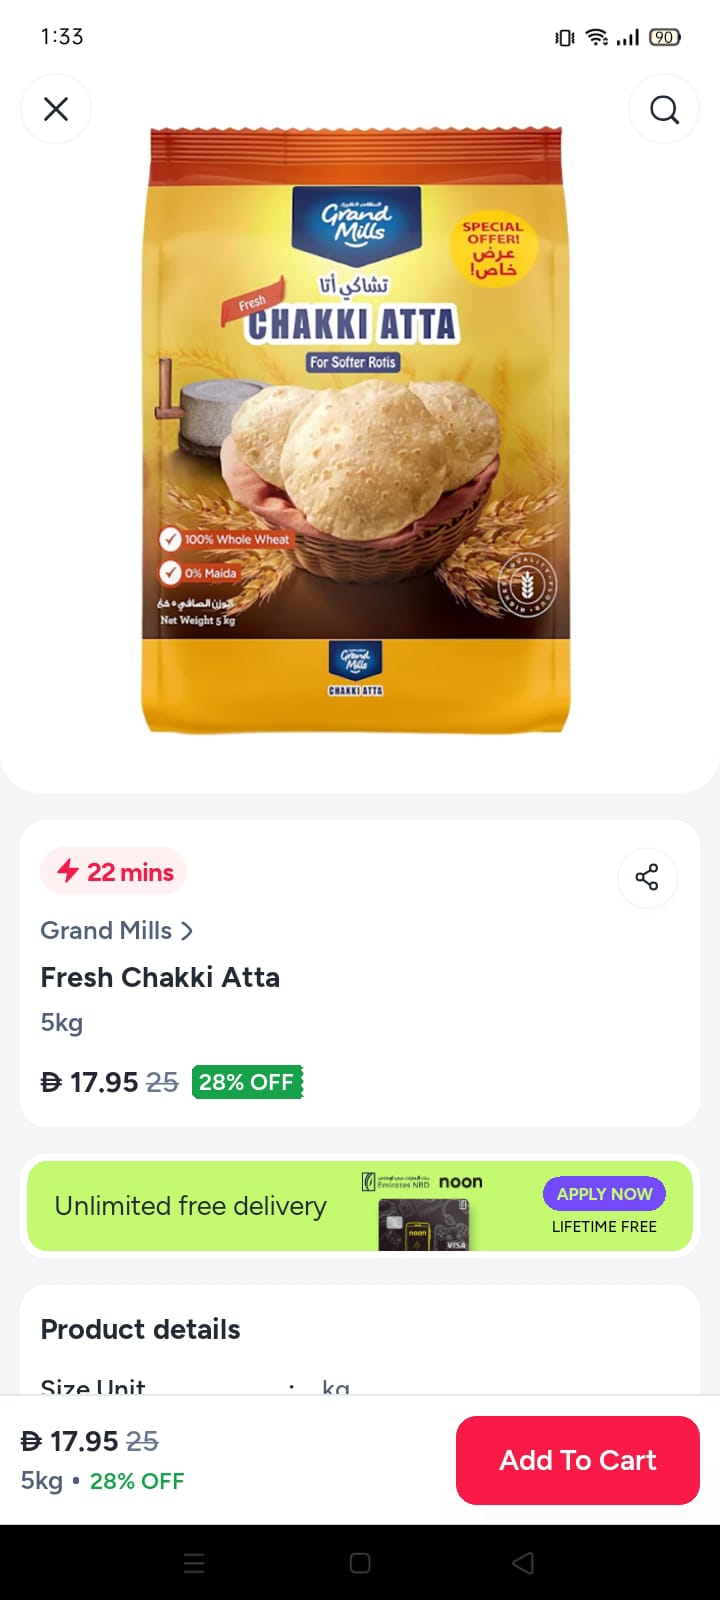 1:33
90
Grand
Mills
SPECIAL
OFFER!
عرض
خاص!
تشاكي أتا
Fresh
CHAKKI ATTA
For Softer Rotis
100% Whole Wheat
0% Maida
الوزن الصافي ٥ كغ
Net Weight 5 kg
QUALITY
Grand
Mills
CHAKKI ATTA
22 mins
Grand Mills
Fresh Chakki Atta
5kg
17.95 25 28% OFF
Unlimited free delivery
Emirates NBD noon
noon
VISA
APPLY NOW
LIFETIME FREE
Product details
Size Unit : kg
17.95 25
5kg • 28% OFF
Add To Cart